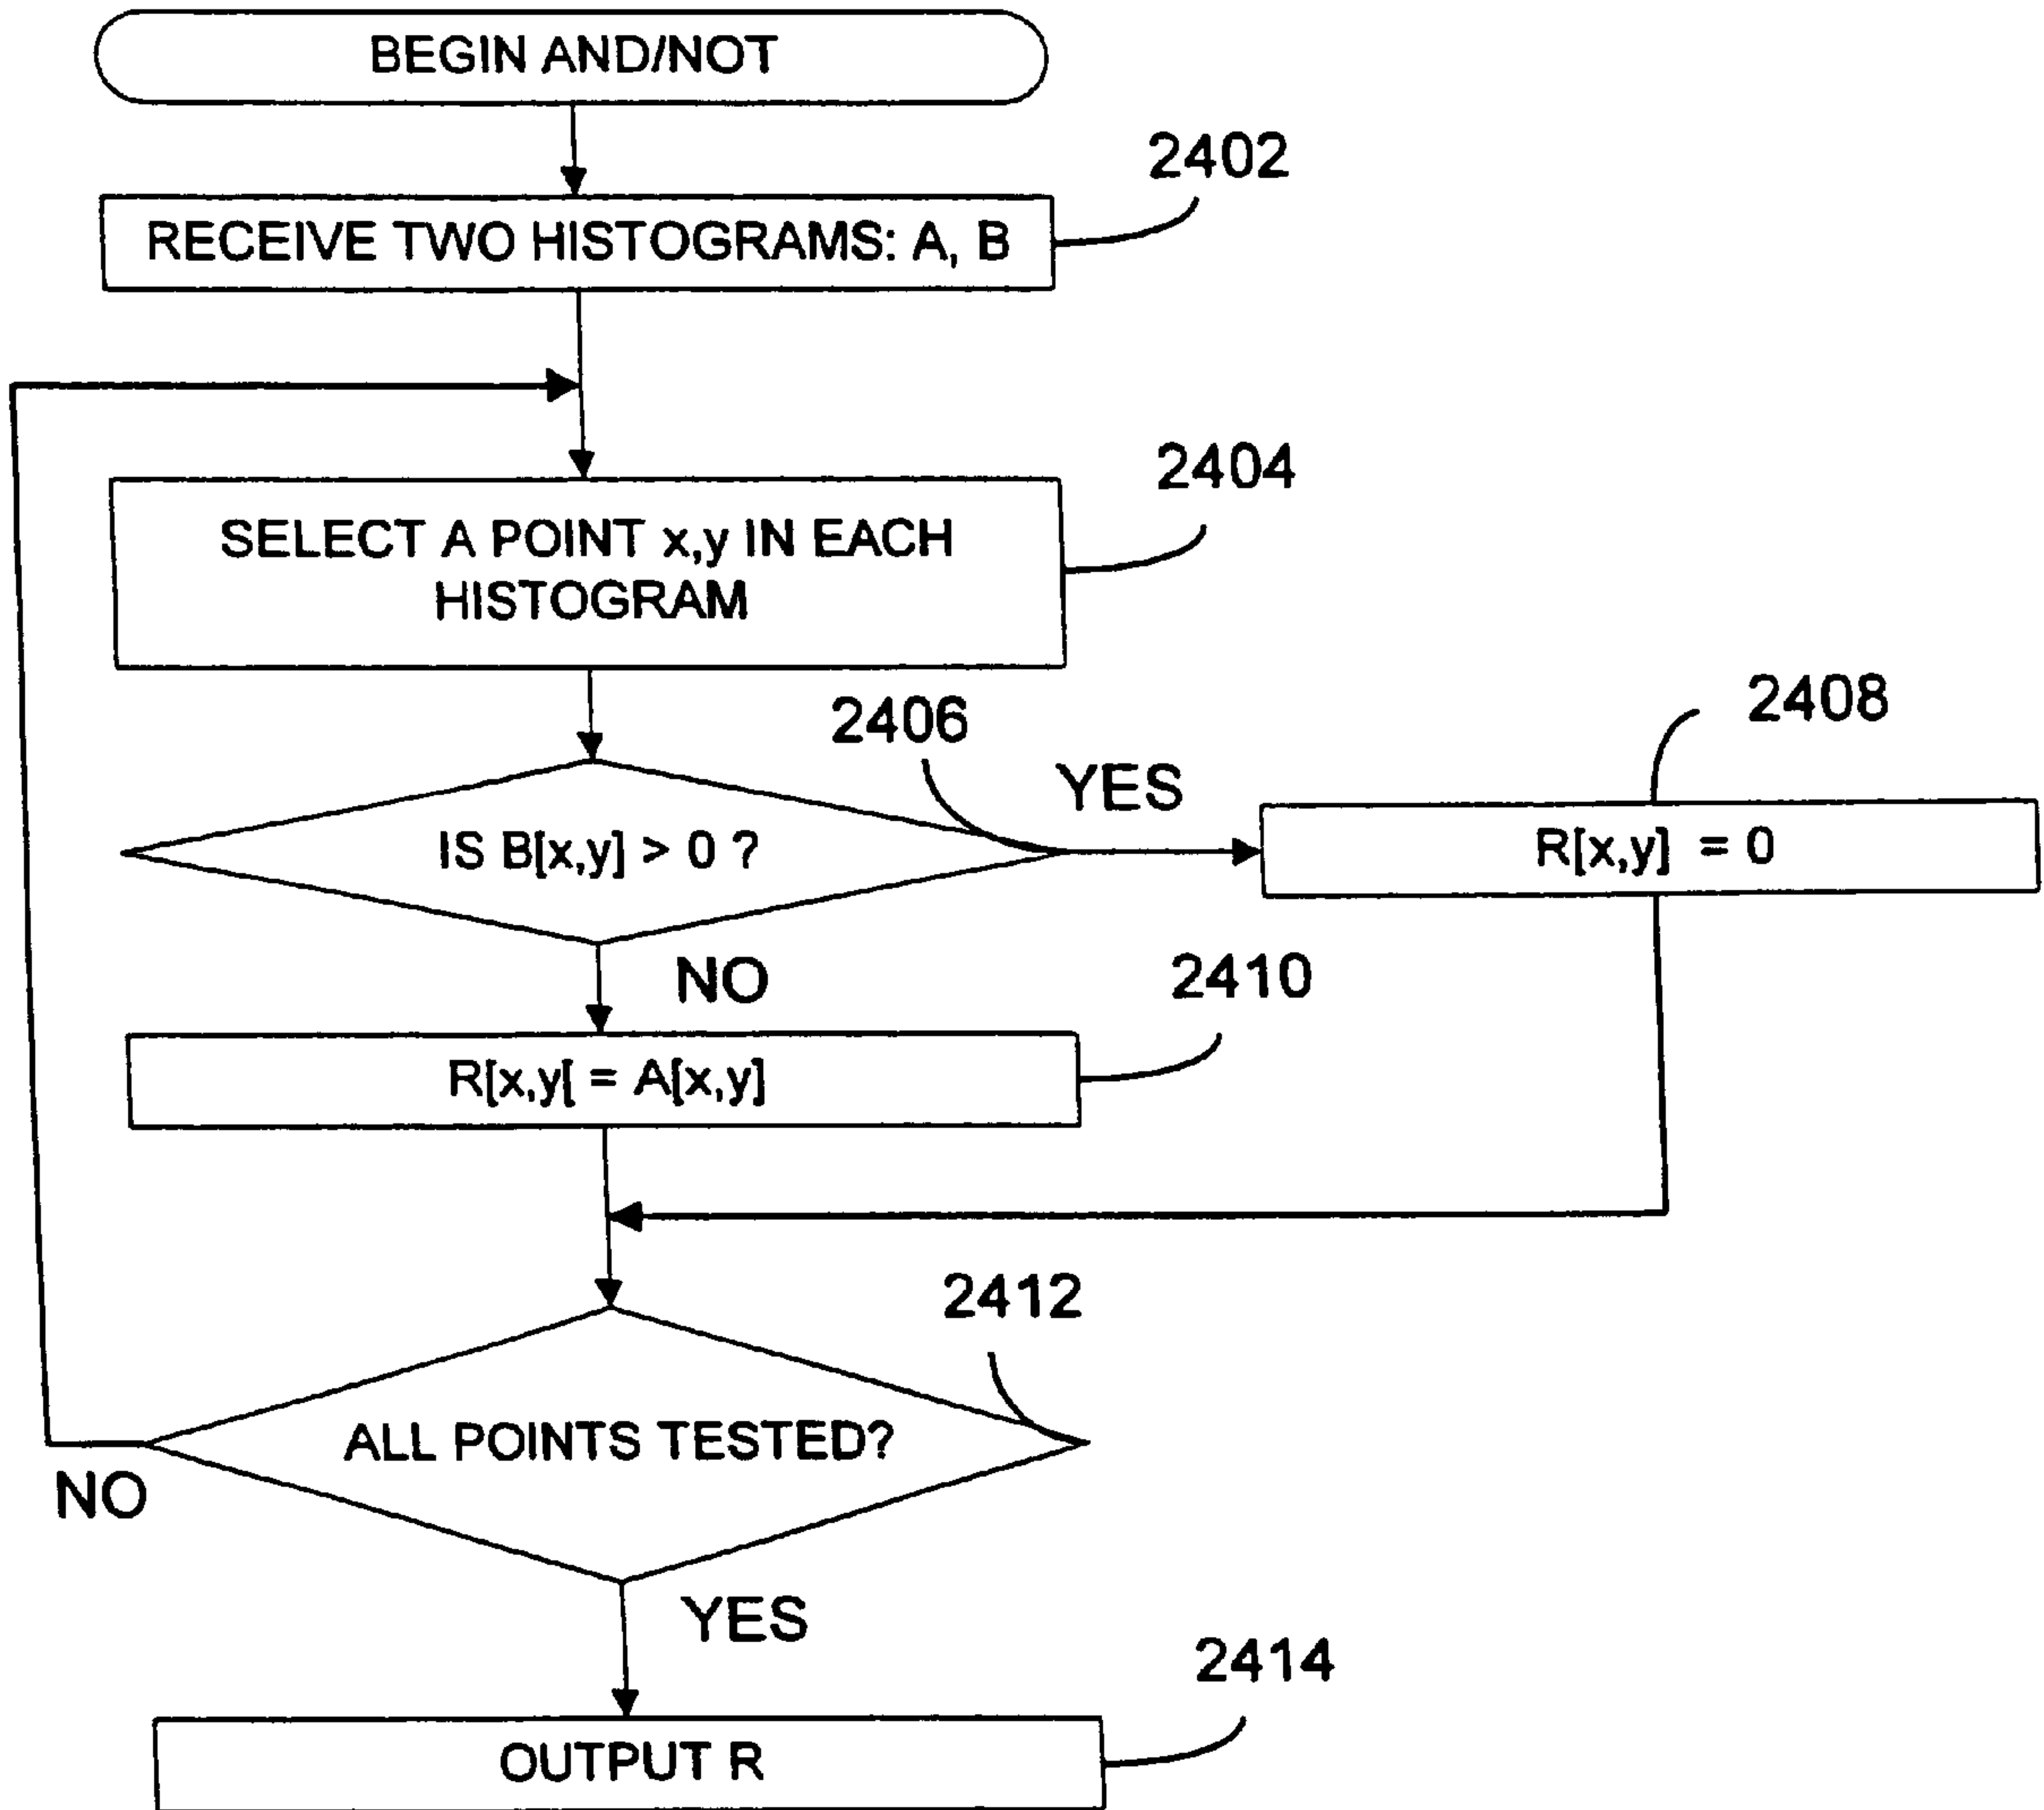 BEGIN AND/NOT
2402
RECEIVE TWO HISTOGRAMS: A, B
2404
SELECT A POINT x,y IN EACH
HISTOGRAM
2406
2408
YES
IS B[x,y] > 0 ?
R[x,y] = 0
NO
2410
R[x,y[ = A[x,y]
2412
ALL POINTS TESTED?
NO
YES
2414
OUTPUT R